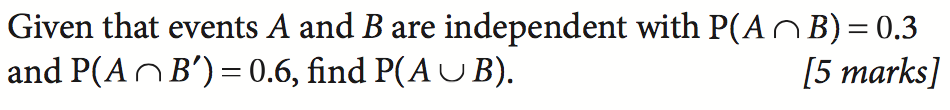 Given that events A and B are independent with P(A ∩ B) = 0.3
and P(A ∩ B′) = 0.6, find P(A ∪ B). [5 marks]